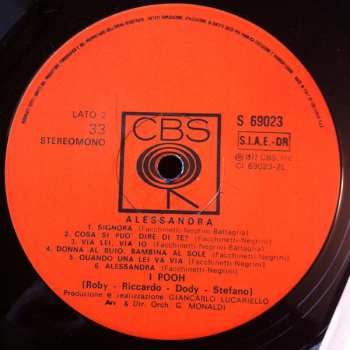 LATO 2
33
STEREOMONO
CBS
S 69023
S.I.A.E.-DR
1972 CBS, Inc
CI 69023-2L
ALESSANDRA
1. SIGNORA (Facchinetti-Negrini-Battaglia)
2. COSA SI PUO' DIRE DI TE? (Facchinetti-Negrini)
3. VIA LEI, VIA IO (Facchinetti-Negrini)
4. DONNA AL BUIO, BAMBINA AL SOLE (Facchinetti-Negrini)
5. QUANDO UNA LEI VA VIA (Facchinetti-Negrini)
6. ALESSANDRA (Facchinetti-Negrini)
I POOH
(Roby - Riccardo - Dody - Stefano)
Produzione e realizzazione GIANCARLO LUCARIELLO
Arr. & Dir. Orch. G. MONALDI